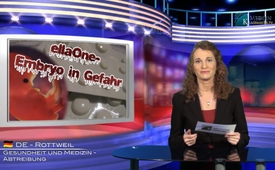 ellaOne-
Embryo in Gefahr
DE - ROTTWEIL
GESUNDHEIT UND MEDIZIN -
ABTREIBUNG